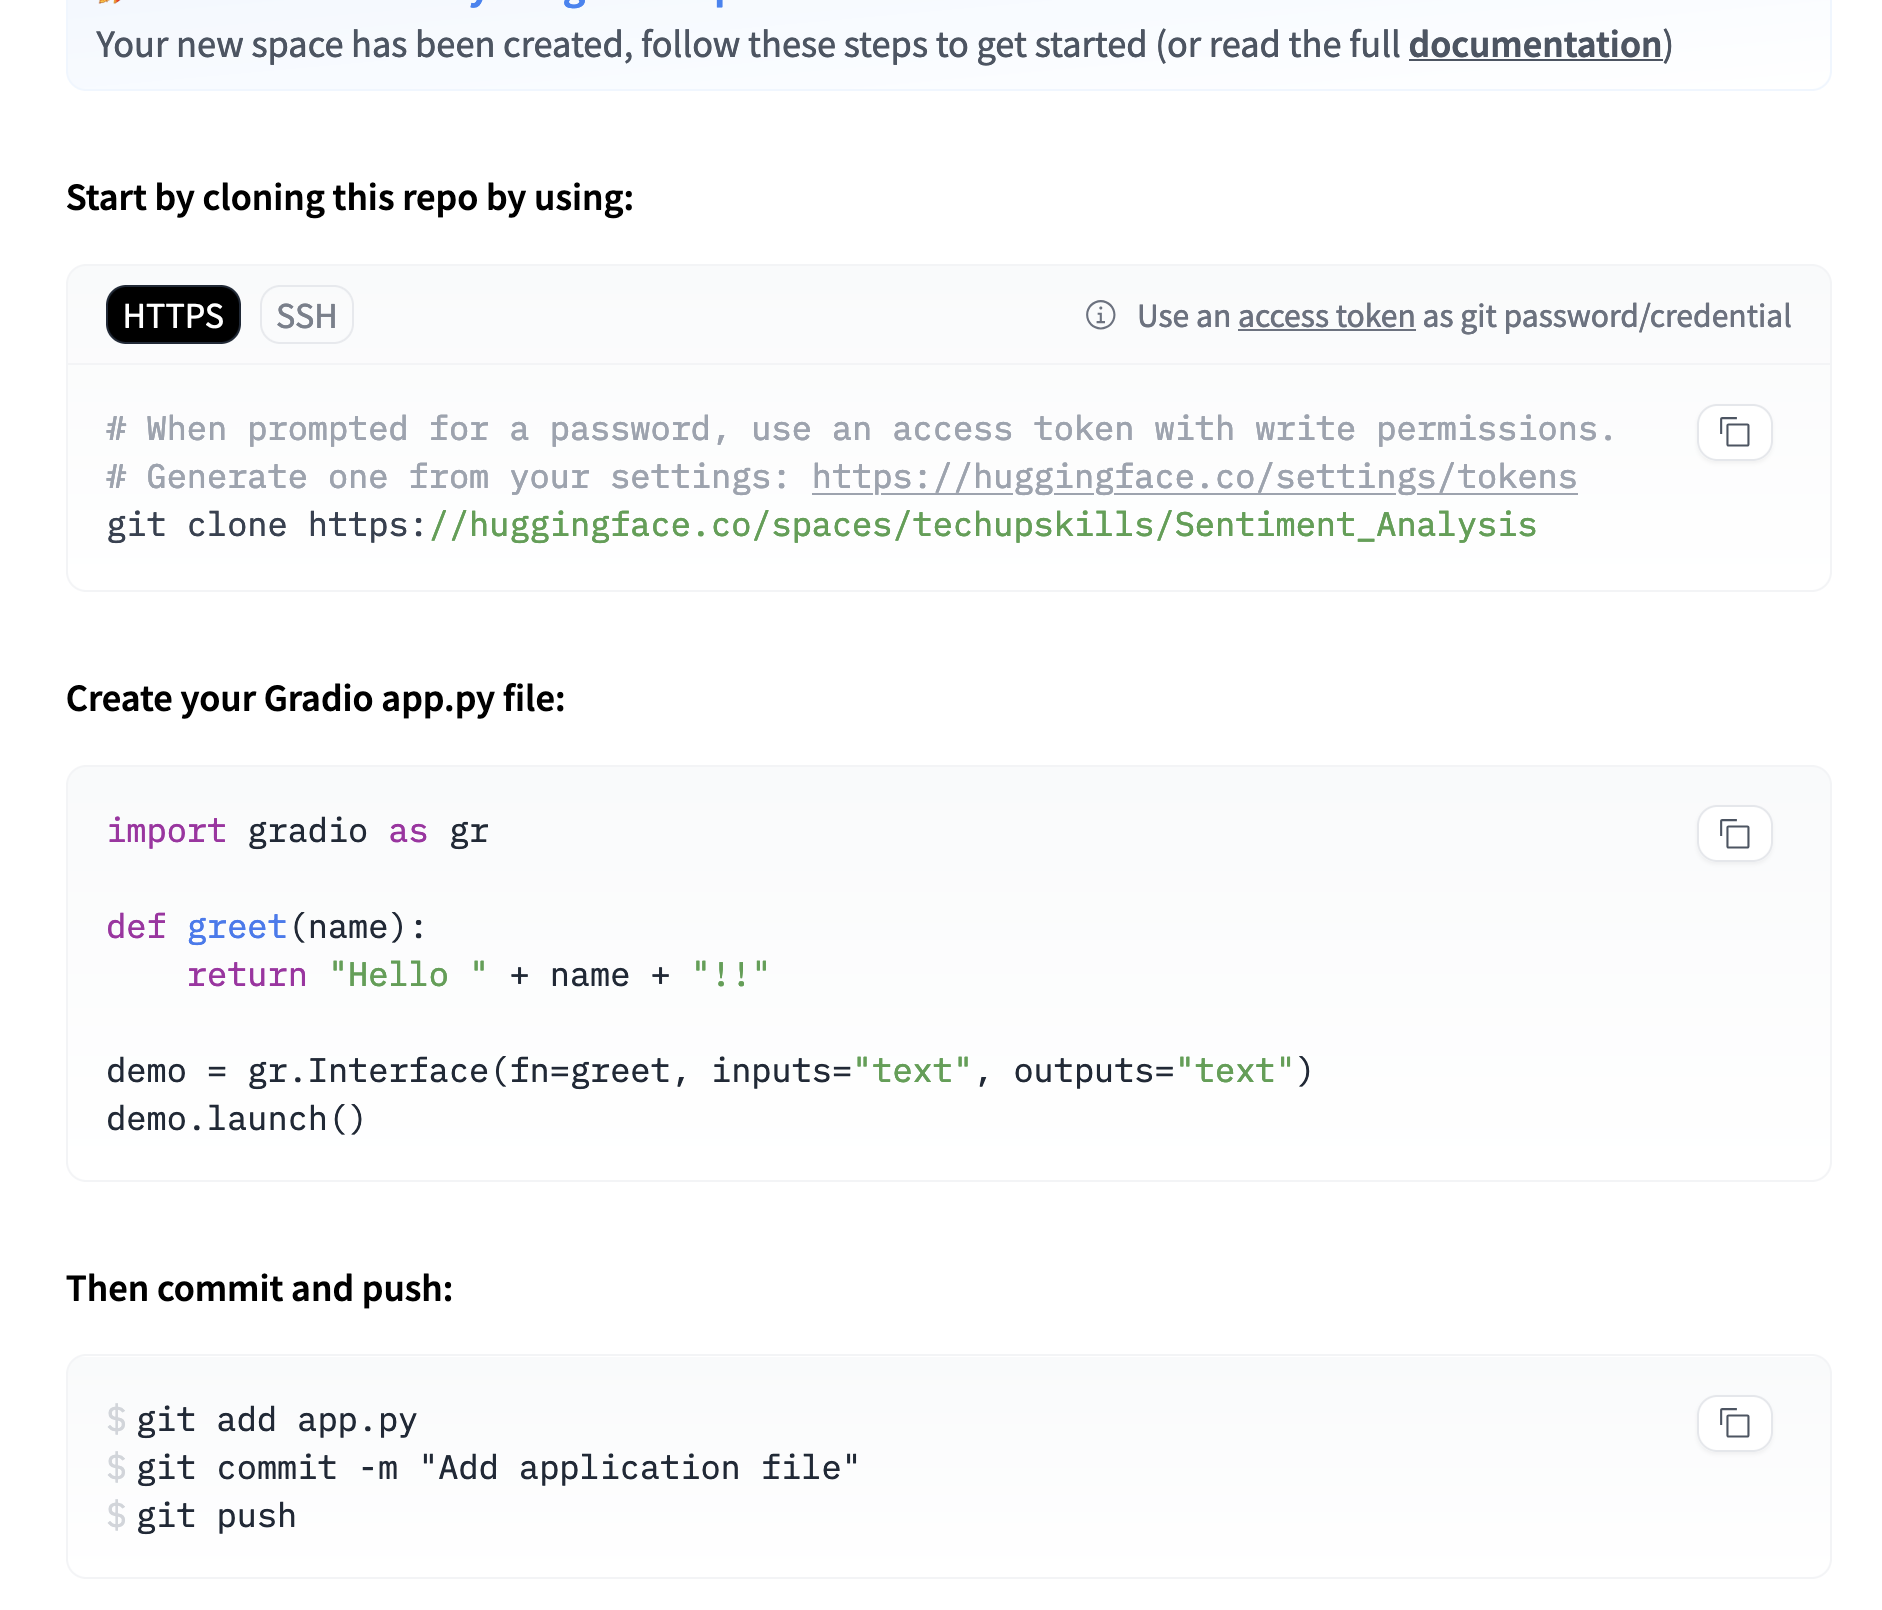 Your new space has been created, follow these steps to get started (or read the full documentation)
Start by cloning this repo by using:
HTTPS SSH Use an access token as git password/credential
# When prompted for a password, use an access token with write permissions.
# Generate one from your settings: https://huggingface.co/settings/tokens
git clone https://huggingface.co/spaces/techupskills/Sentiment_Analysis
Create your Gradio app.py file:
import gradio as gr
def greet(name):
    return "Hello " + name + "!!"
demo = gr.Interface(fn=greet, inputs="text", outputs="text")
demo.launch()
Then commit and push:
$ git add app.py
$ git commit -m "Add application file"
$ git push